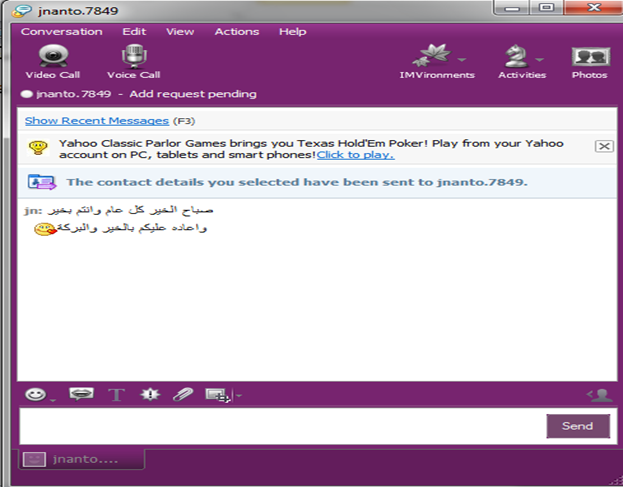 jnanto.7849
Conversation Edit View Actions Help
Video Call Voice Call IMVironments Activities Photos
jnanto.7849 - Add request pending
Show Recent Messages (F3)
Yahoo Classic Parlor Games brings you Texas Hold'Em Poker! Play from your Yahoo
account on PC, tablets and smart phones!Click to play.
The contact details you selected have been sent to jnanto.7849.
jn: صباح الخير كل عام وانتم بخير
واعاده عليكم بالخير والبركة
Send
jnanto....